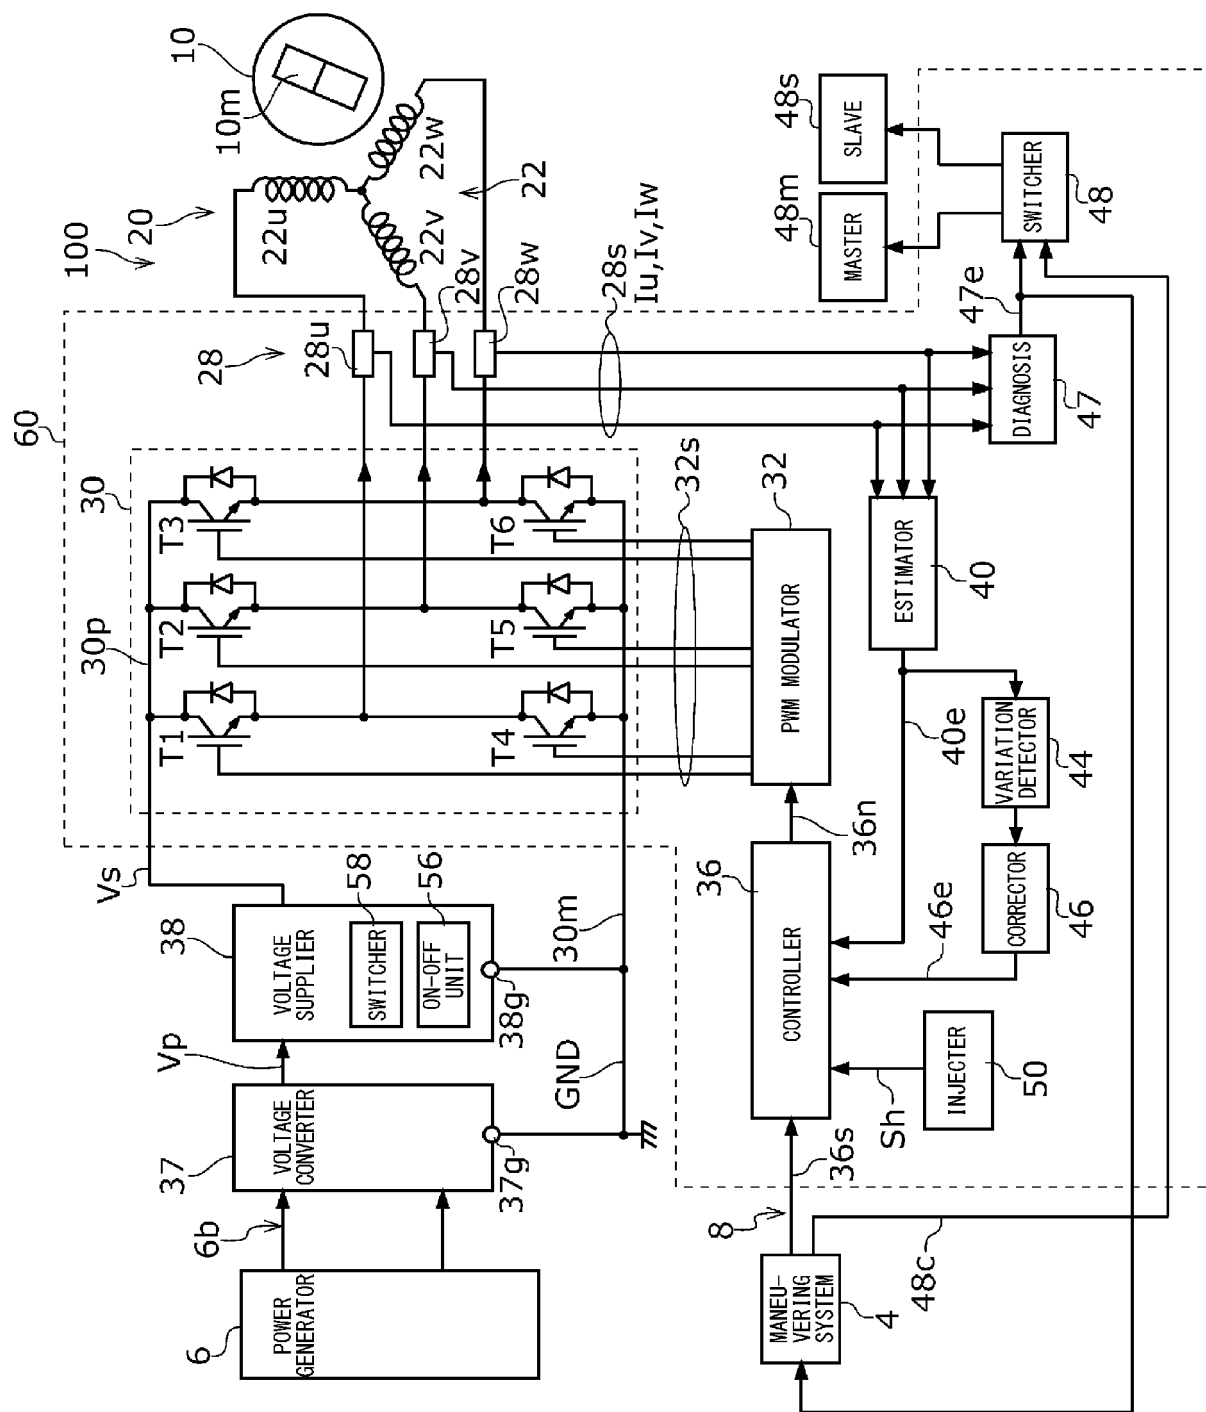 100
20
10
10m
22u
22w
22v
22
60
30
30p
T1
T2
T3
T4
T5
T6
28
28u
28v
28w
28s
Iu,Iv,Iw
Vs
38
VOLTAGE
SUPPLIER
SWITCHER
58
ON-OFF
UNIT
56
38g
Vp
37
VOLTAGE
CONVERTER
37g
6b
6
POWER
GENERATOR
30m
GND
32s
32
PWM MODULATOR
36n
36
CONTROLLER
36s
8
MANEU-
VERING
SYSTEM
4
48c
Sh
INJECTER
50
46e
CORRECTOR
46
VARIATION
DETECTOR
44
40e
ESTIMATOR
40
DIAGNOSIS
47
47e
SWITCHER
48
MASTER
48m
SLAVE
48s